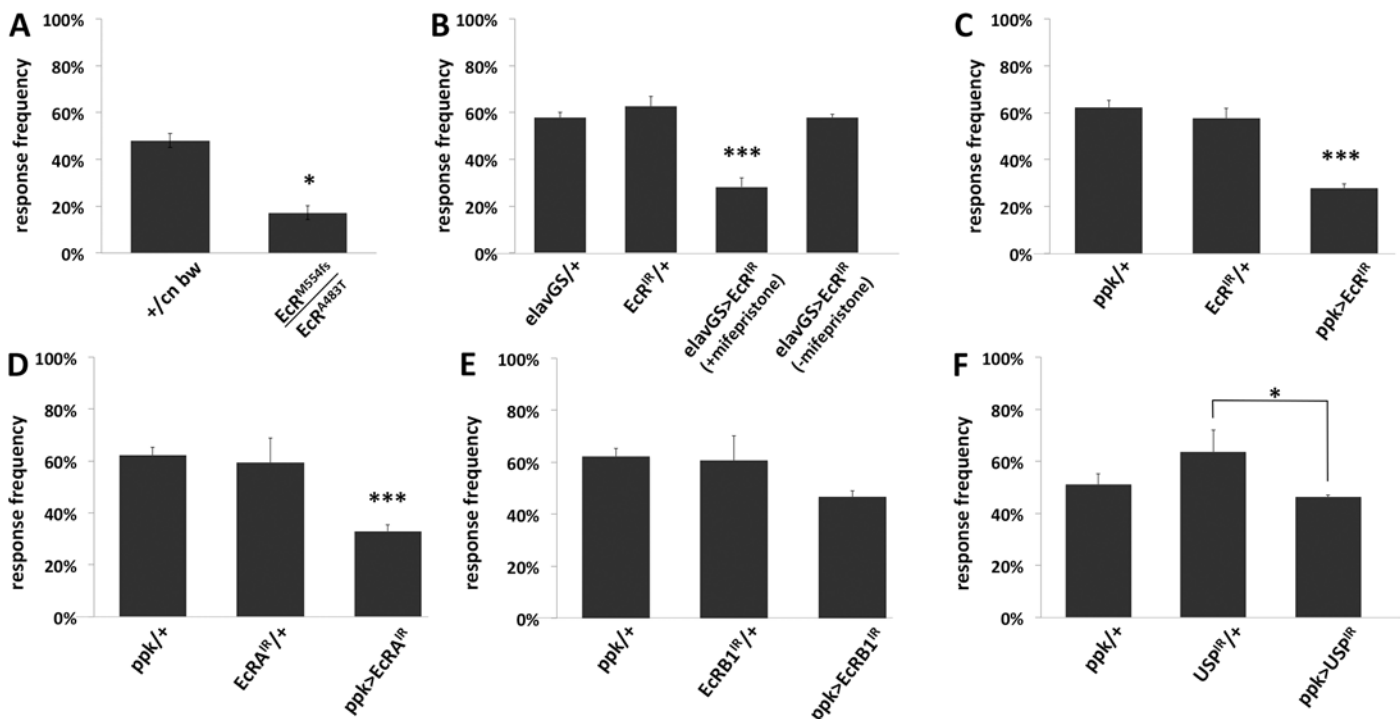 A
response frequency
100%
80%
60%
40%
20%
0%
*
+/cn bw
EcR^M554fs
EcR^A483T
B
response frequency
100%
80%
60%
40%
20%
0%
***
elavGS/+
EcR^IR/+
elavGS>EcR^IR
(+mifepristone)
elavGS>EcR^IR
(-mifepristone)
C
response frequency
100%
80%
60%
40%
20%
0%
***
ppk/+
EcR^IR/+
ppk>EcR^IR
D
response frequency
100%
80%
60%
40%
20%
0%
***
ppk/+
EcRA^IR/+
ppk>EcRA^IR
E
response frequency
100%
80%
60%
40%
20%
0%
ppk/+
EcRB1^IR/+
ppk>EcRB1^IR
F
response frequency
100%
80%
60%
40%
20%
0%
*
ppk/+
USP^IR/+
ppk>USP^IR